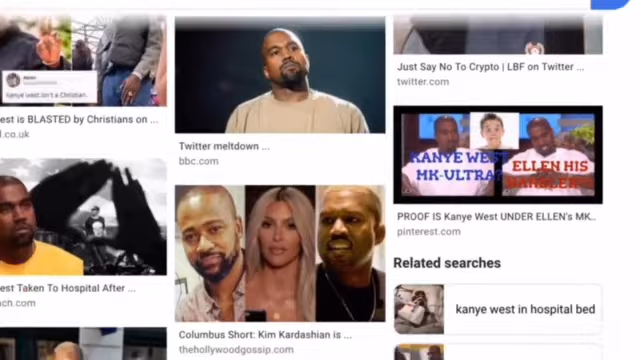 kanye west isn't a Christian.
est is BLASTED by Christians on ...
l.co.uk
est Taken To Hospital After ...
ch.com
Twitter meltdown ...
bbc.com
Columbus Short: Kim Kardashian is ...
thehollywoodgossip.com
Just Say No To Crypto | LBF on Twitter ...
twitter.com
KANYE WEST
MK-ULTRA?
ELLEN HIS
HANDLER
PROOF IS Kanye West UNDER ELLEN's MK..
pinterest.com
Related searches
kanye west in hospital bed